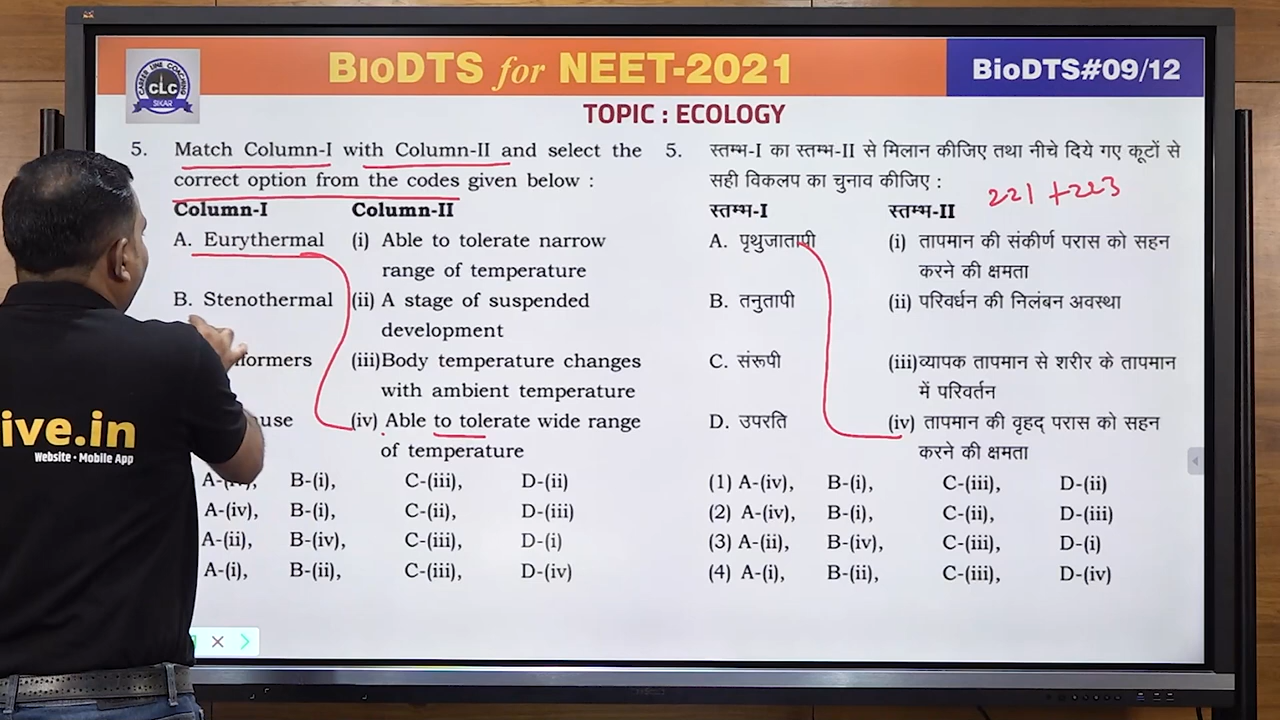 BIODTS for NEET-2021
BIODTS#09/12
CAREER LINE COACHING
CLC
SIKAR
TOPIC : ECOLOGY
5. Match Column-I with Column-II and select the
correct option from the codes given below :
Column-I Column-II
A. Eurythermal (i) Able to tolerate narrow
range of temperature
B. Stenothermal (ii) A stage of suspended
development
formers (iii)Body temperature changes
with ambient temperature
use (iv) Able to tolerate wide range
of temperature
A-(iv), B-(i), C-(iii), D-(ii)
A-(iv), B-(i), C-(ii), D-(iii)
A-(ii), B-(iv), C-(iii), D-(i)
A-(i), B-(ii), C-(iii), D-(iv)
5. स्तम्भ-I का स्तम्भ-II से मिलान कीजिए तथा नीचे दिये गए कूटों से
सही विकल्प का चुनाव कीजिए :
221 + 223
स्तम्भ-I स्तम्भ-II
A. पृथुजातापी (i) तापमान की संकीर्ण परास को सहन
करने की क्षमता
B. तनुतापी (ii) परिवर्धन की निलंबन अवस्था
C. संरूपी (iii)व्यापक तापमान से शरीर के तापमान
में परिवर्तन
D. उपरति (iv) तापमान की वृहद् परास को सहन
करने की क्षमता
(1) A-(iv), B-(i), C-(iii), D-(ii)
(2) A-(iv), B-(i), C-(ii), D-(iii)
(3) A-(ii), B-(iv), C-(iii), D-(i)
(4) A-(i), B-(ii), C-(iii), D-(iv)
ive.in
Website • Mobile App